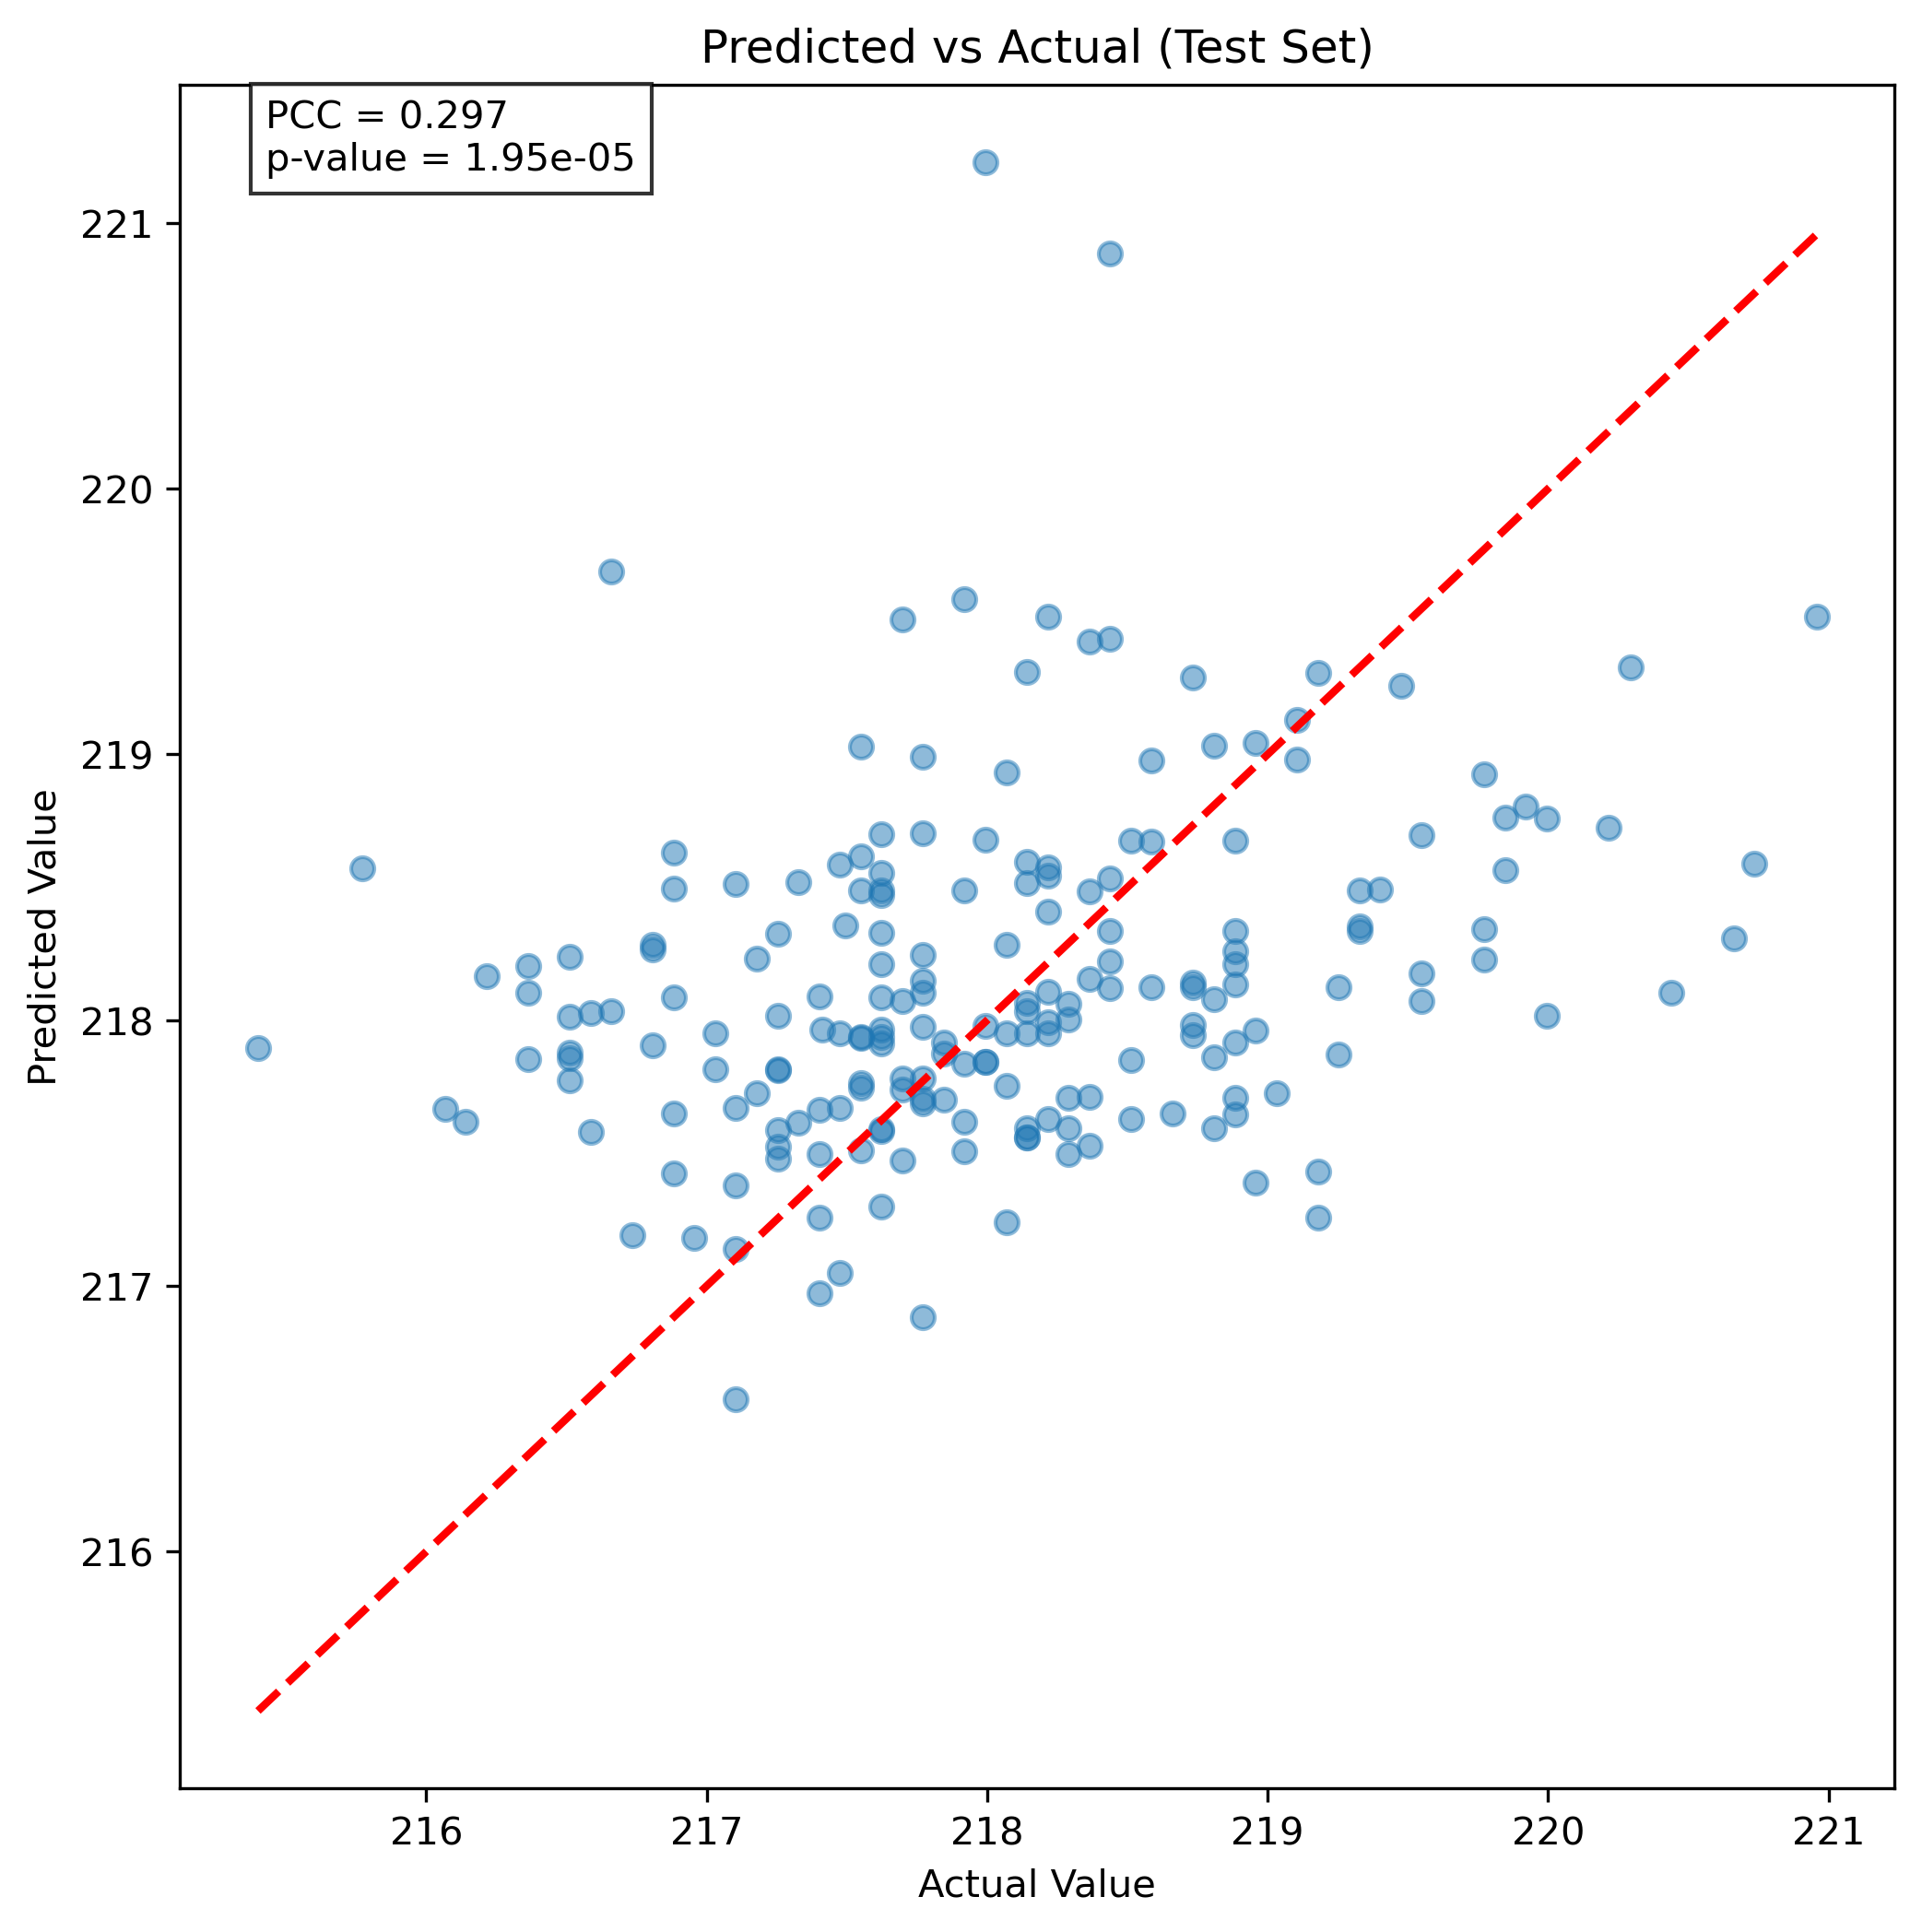 Predicted vs Actual (Test Set)
PCC = 0.297
p-value = 1.95e-05
221
220
219
218
217
216
Predicted Value
216 217 218 219 220 221
Actual Value